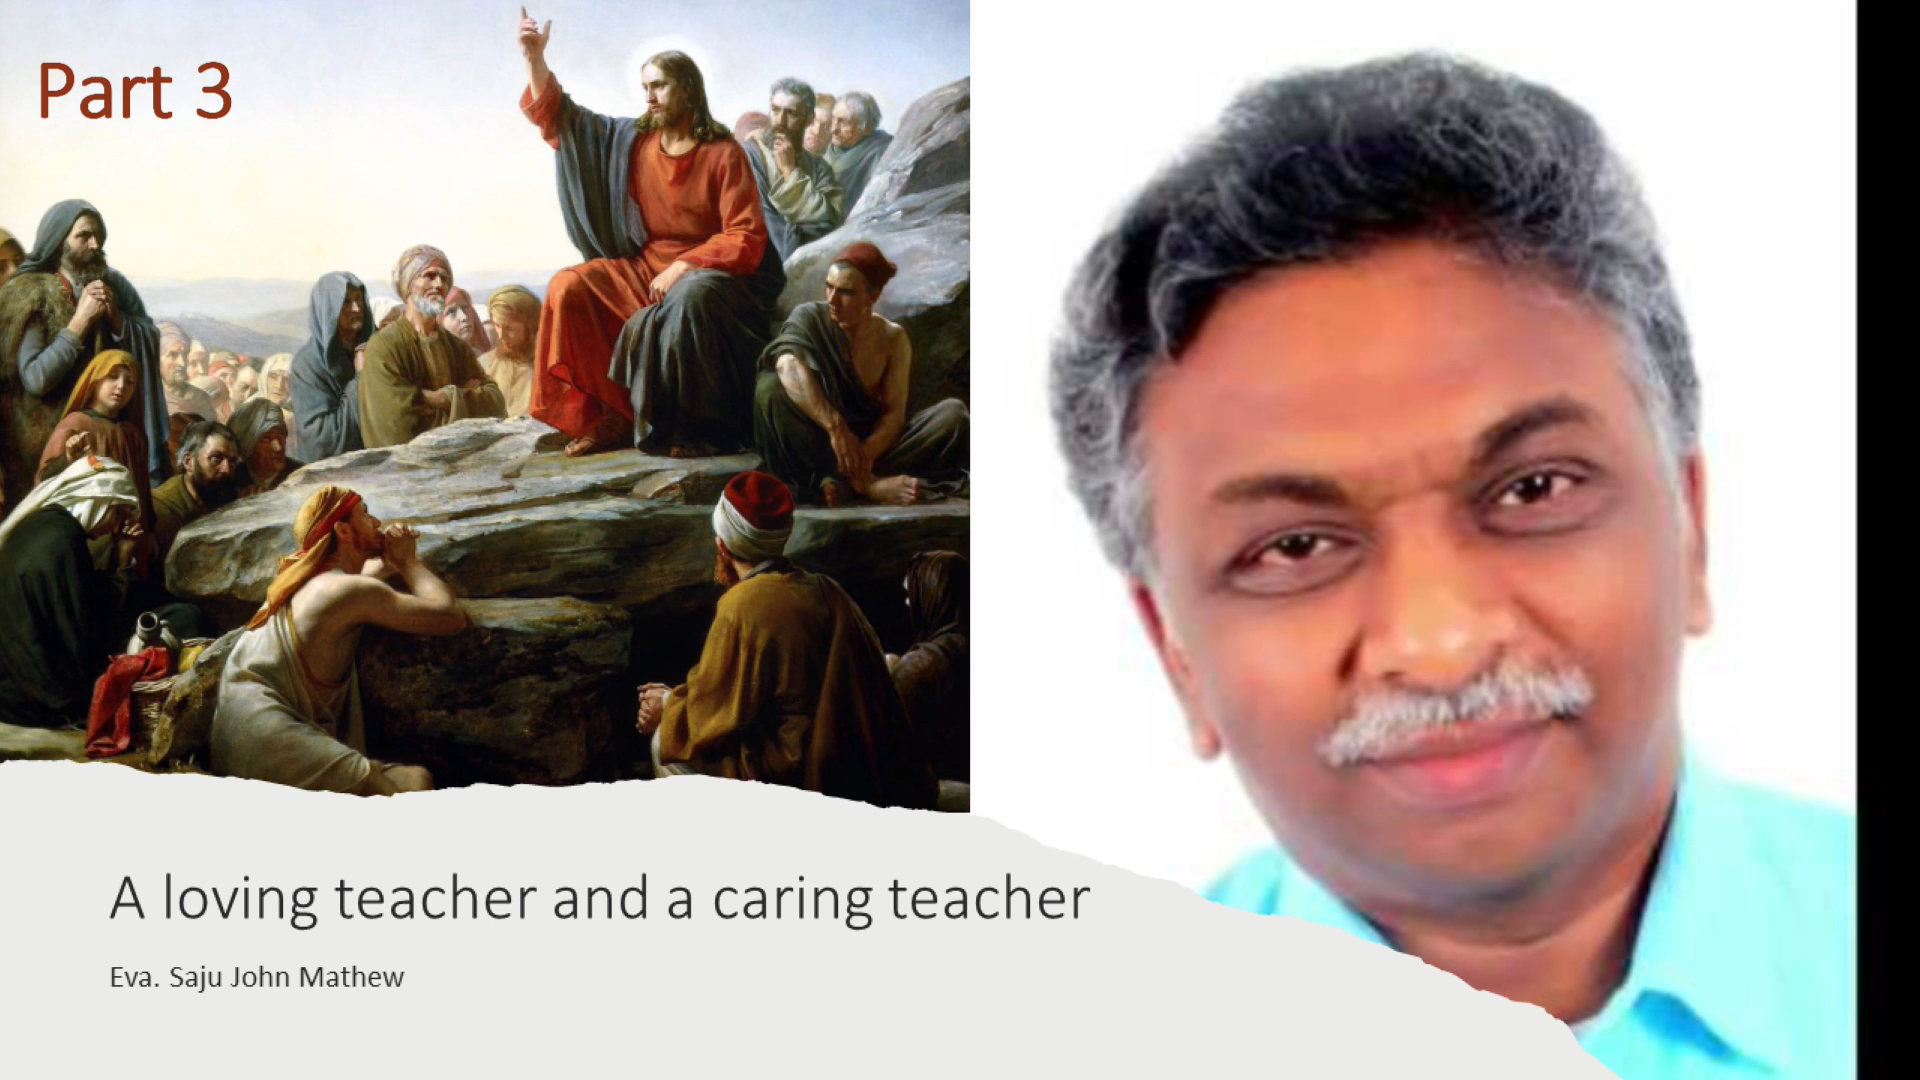 Part 3
A loving teacher and a caring teacher
Eva. Saju John Mathew